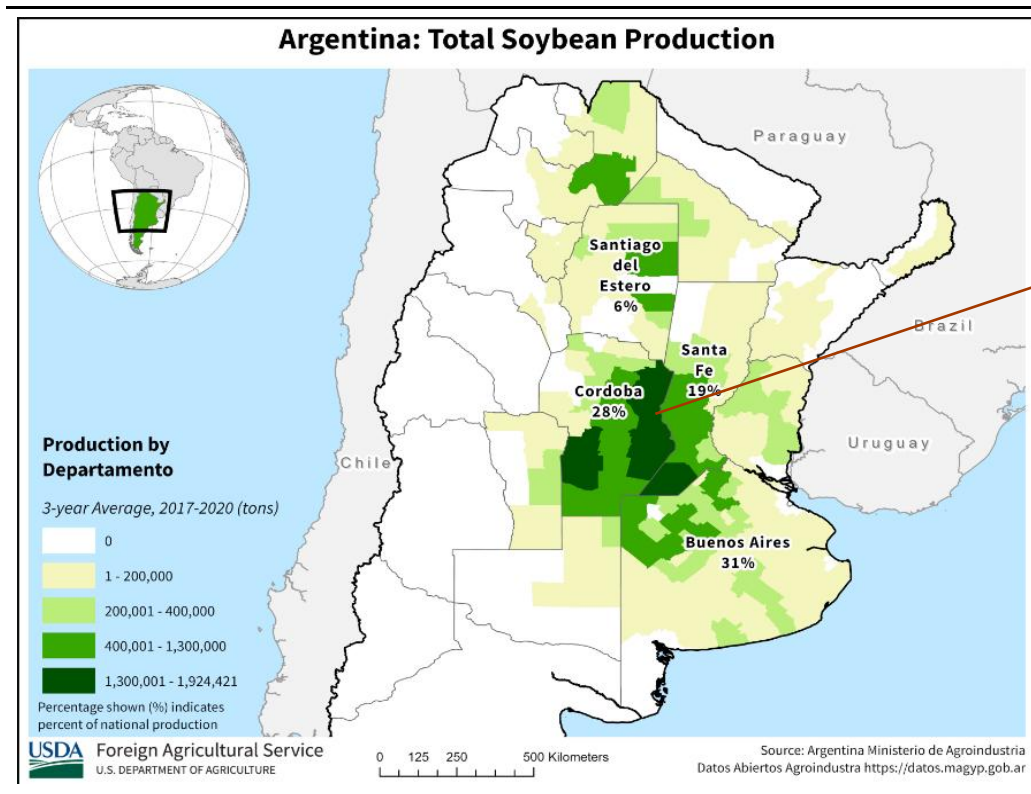 Argentina: Total Soybean Production
Paraguay
Santiago
del
Estero
6%
Brazil
Santa
Fe
19%
Cordoba
28%
Uruguay
Chile
Buenos Aires
31%
Production by
Departamento
3-year Average, 2017-2020 (tons)
0
1 - 200,000
200,001 - 400,000
400,001 - 1,300,000
1,300,001 - 1,924,421
Percentage shown (%) indicates
percent of national production
USDA Foreign Agricultural Service
U.S. DEPARTMENT OF AGRICULTURE
0 125 250 500 Kilometers
Source: Argentina Ministerio de Agroindustria
Datos Abiertos Agroindustra https://datos.magyp.gob.ar